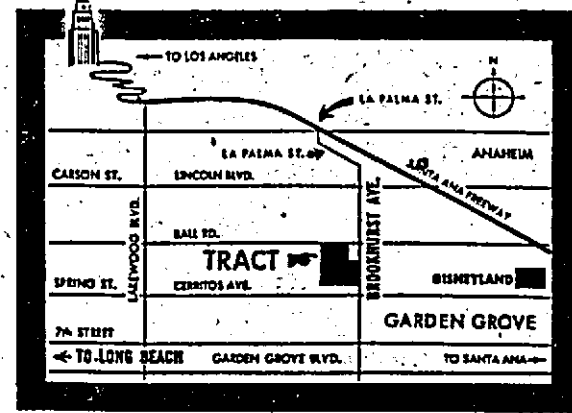 TO LOS ANGELES
N
LA PALMA ST.
LA PALMA ST.
ANAHEIM
CARSON ST.
LINCOLN BLVD.
SANTA ANA FREEWAY
LAKEWOOD BLVD.
BROOKHURST AVE.
BALL RD.
TRACT
SPRING ST.
CERRITOS AVE.
DISNEYLAND
GARDEN GROVE
7th STREET
TO LONG BEACH
GARDEN GROVE BLVD.
TO SANTA ANA